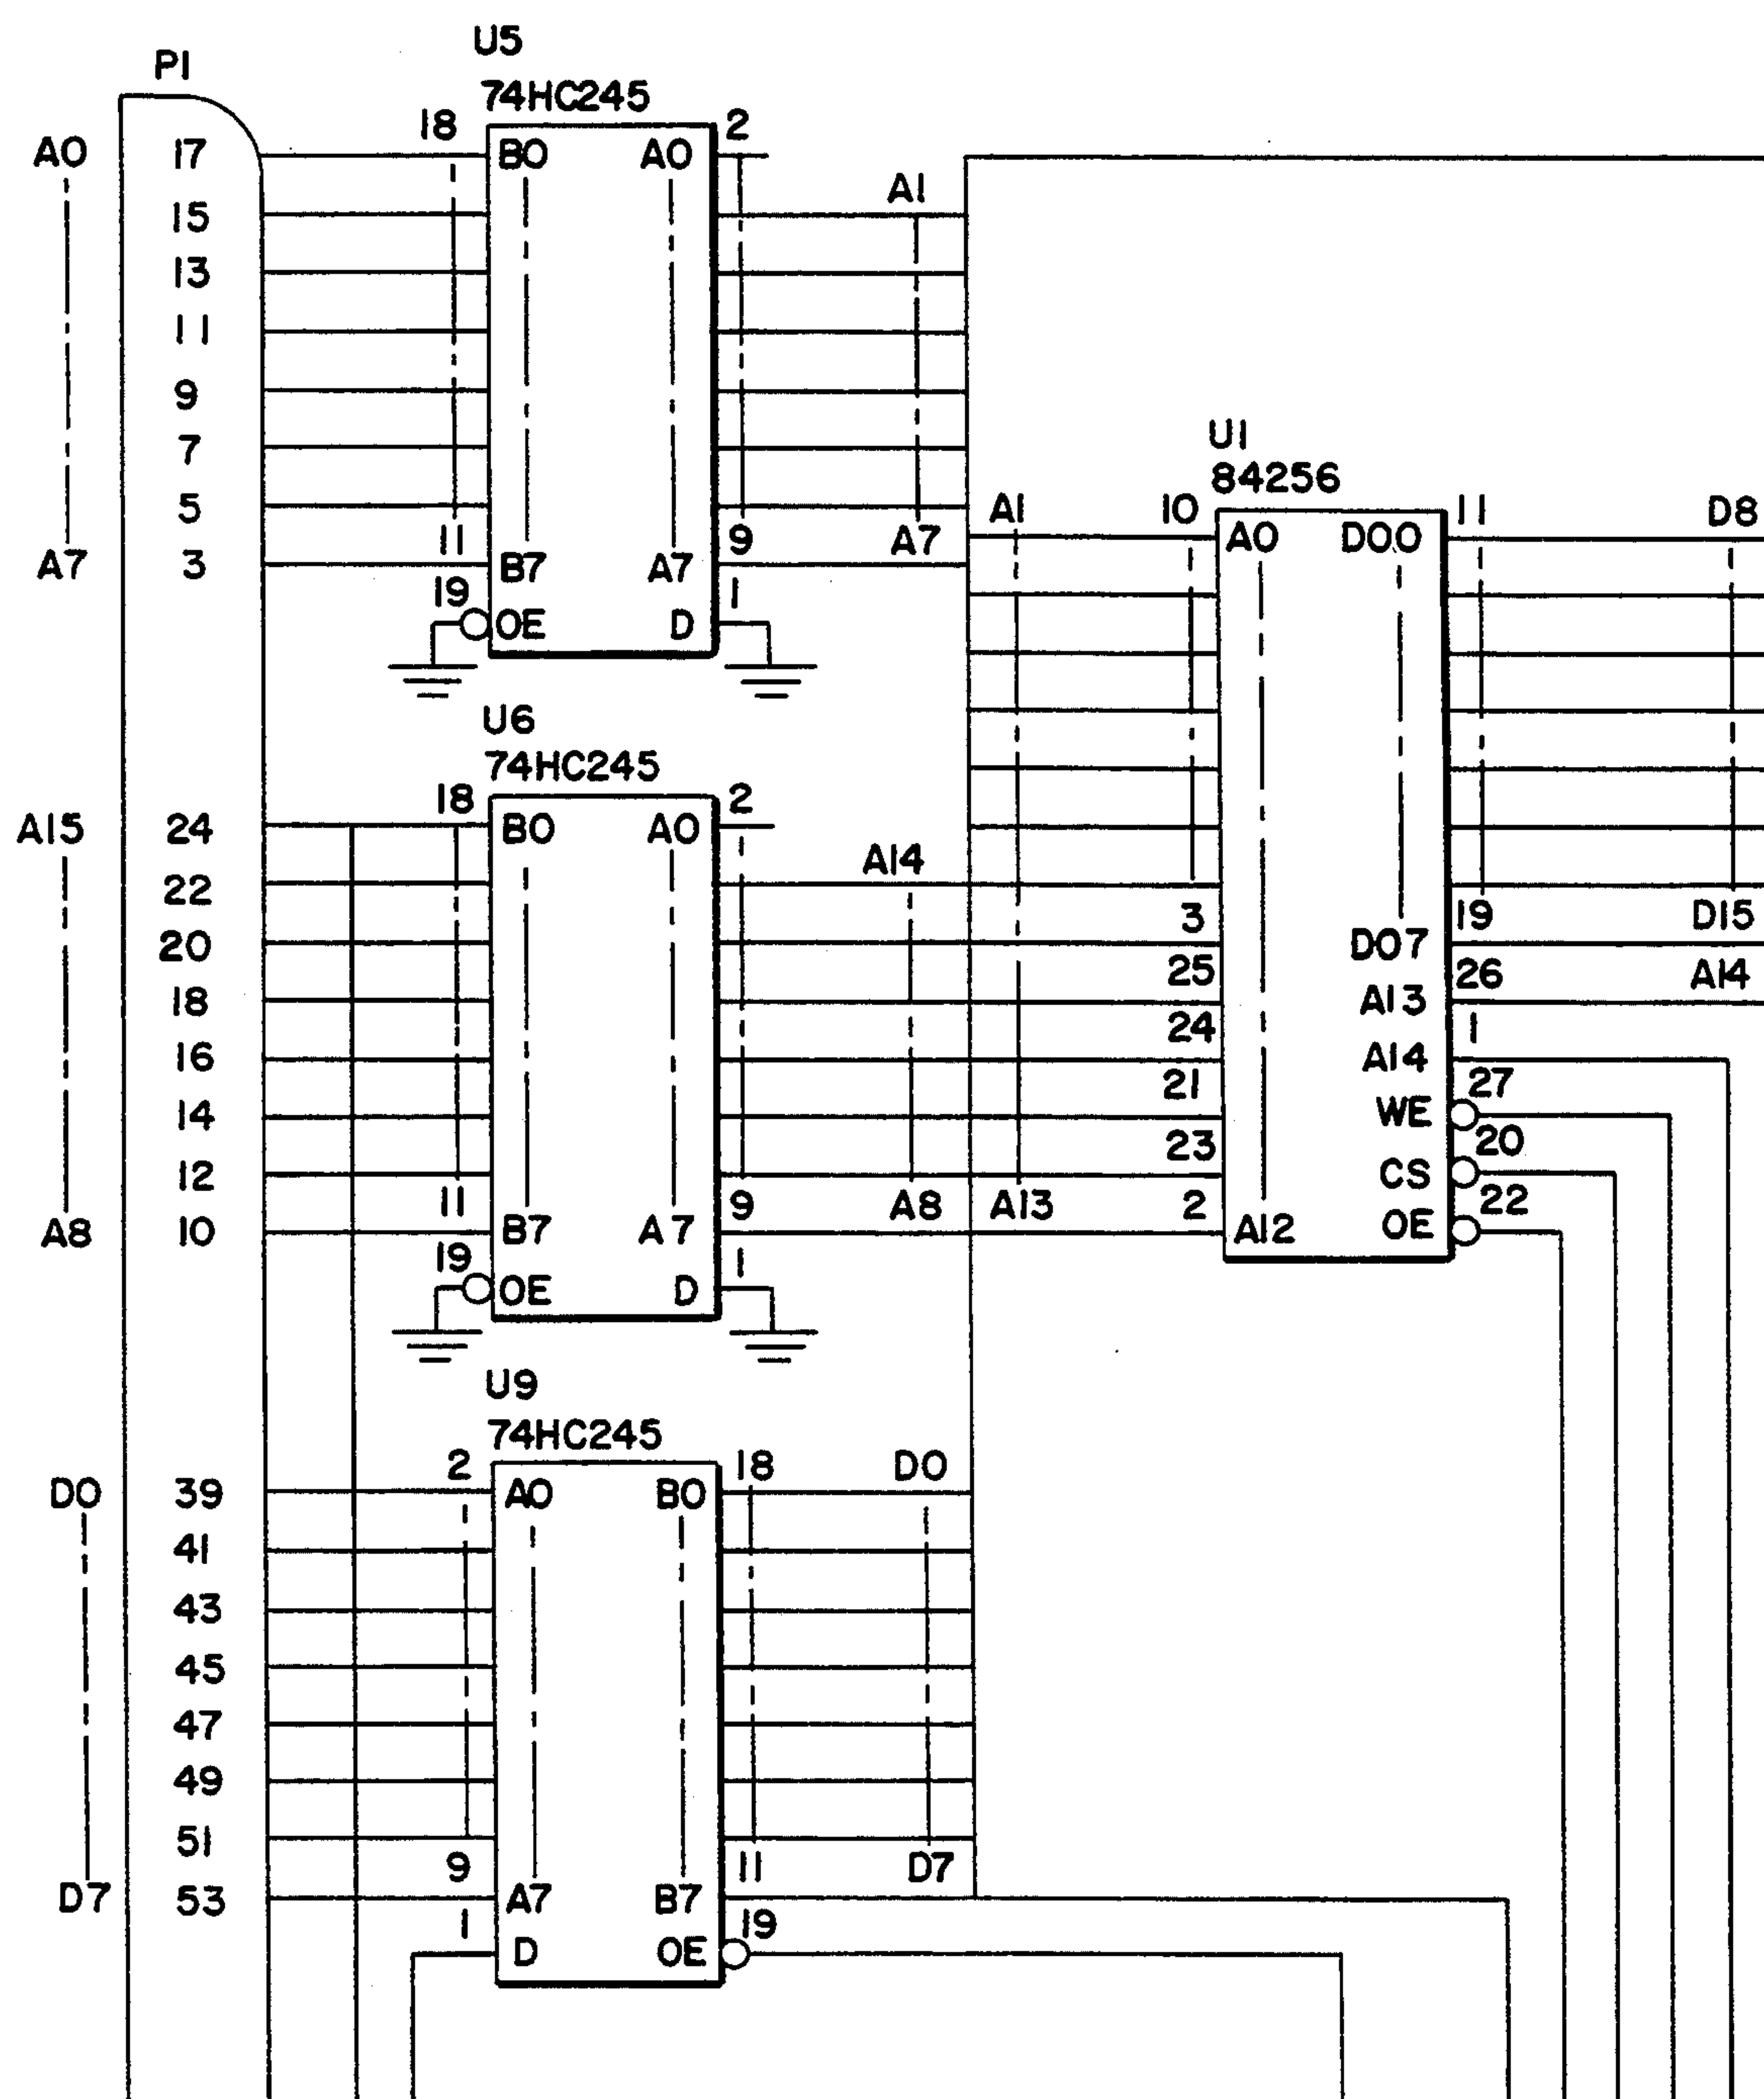 P1
U5
74HC245
A0 17 18 B0 A0 2
15 A1
13
11
9
7
5
11 9 A7
A7 3 B7 A7
19 OE D 1
U6
74HC245
A15 24 18 B0 A0 2
22 A14
20
18
16
14
12
11 9 A8 A13
A8 10 B7 A7
19 OE D 1
U1
84256
A1 10 A0 D00 11 D8
3 19 D15
D07
25 26 A14
A13
24 1
A14
21 27
WE
23 20
CS
2 22
A12 OE
U9
74HC245
D0 39 2 A0 B0 18 D0
41
43
45
47
49
51
9 11 D7
D7 53 A7 B7
1 D OE 19